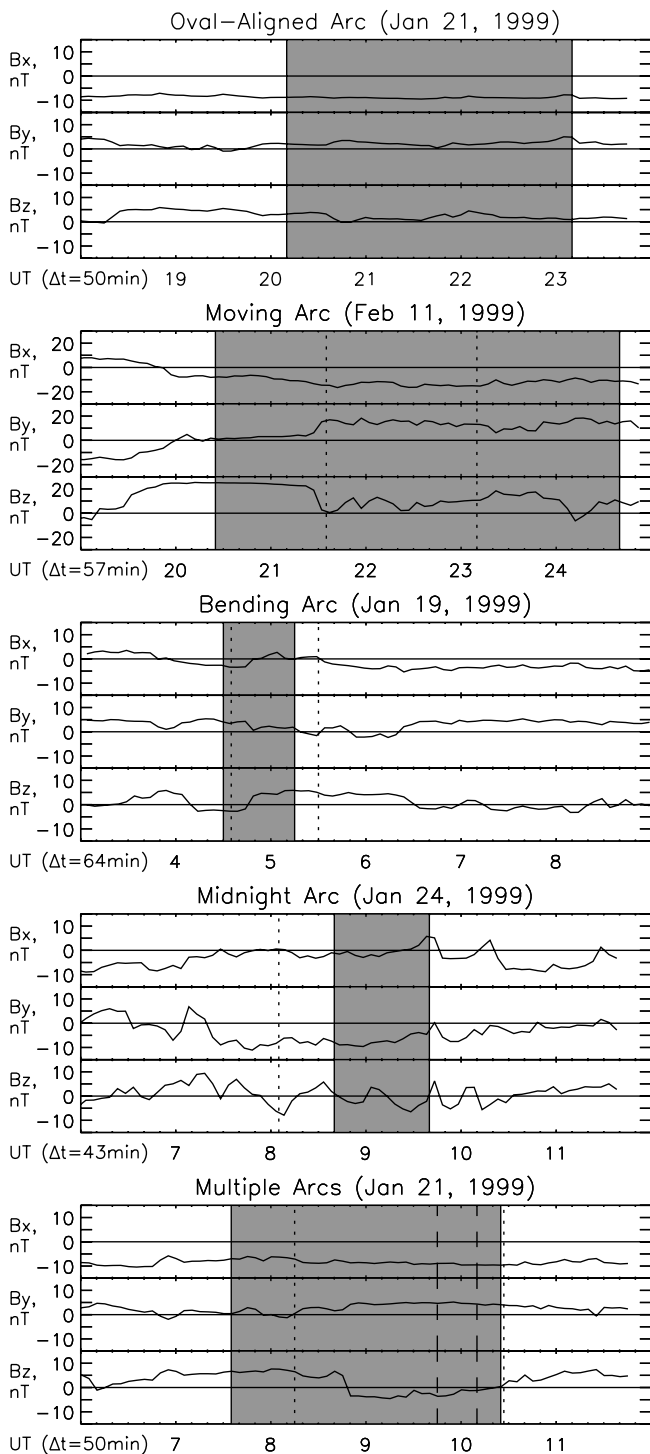 Oval-Aligned Arc (Jan 21, 1999)
Bx, nT
10
0
-10
By, nT
10
0
-10
Bz, nT
10
0
-10
UT (Δt=50min) 19 20 21 22 23
Moving Arc (Feb 11, 1999)
Bx, nT
20
0
-20
By, nT
20
0
-20
Bz, nT
20
0
-20
UT (Δt=57min) 20 21 22 23 24
Bending Arc (Jan 19, 1999)
Bx, nT
10
0
-10
By, nT
10
0
-10
Bz, nT
10
0
-10
UT (Δt=64min) 4 5 6 7 8
Midnight Arc (Jan 24, 1999)
Bx, nT
10
0
-10
By, nT
10
0
-10
Bz, nT
10
0
-10
UT (Δt=43min) 7 8 9 10 11
Multiple Arcs (Jan 21, 1999)
Bx, nT
10
0
-10
By, nT
10
0
-10
Bz, nT
10
0
-10
UT (Δt=50min) 7 8 9 10 11